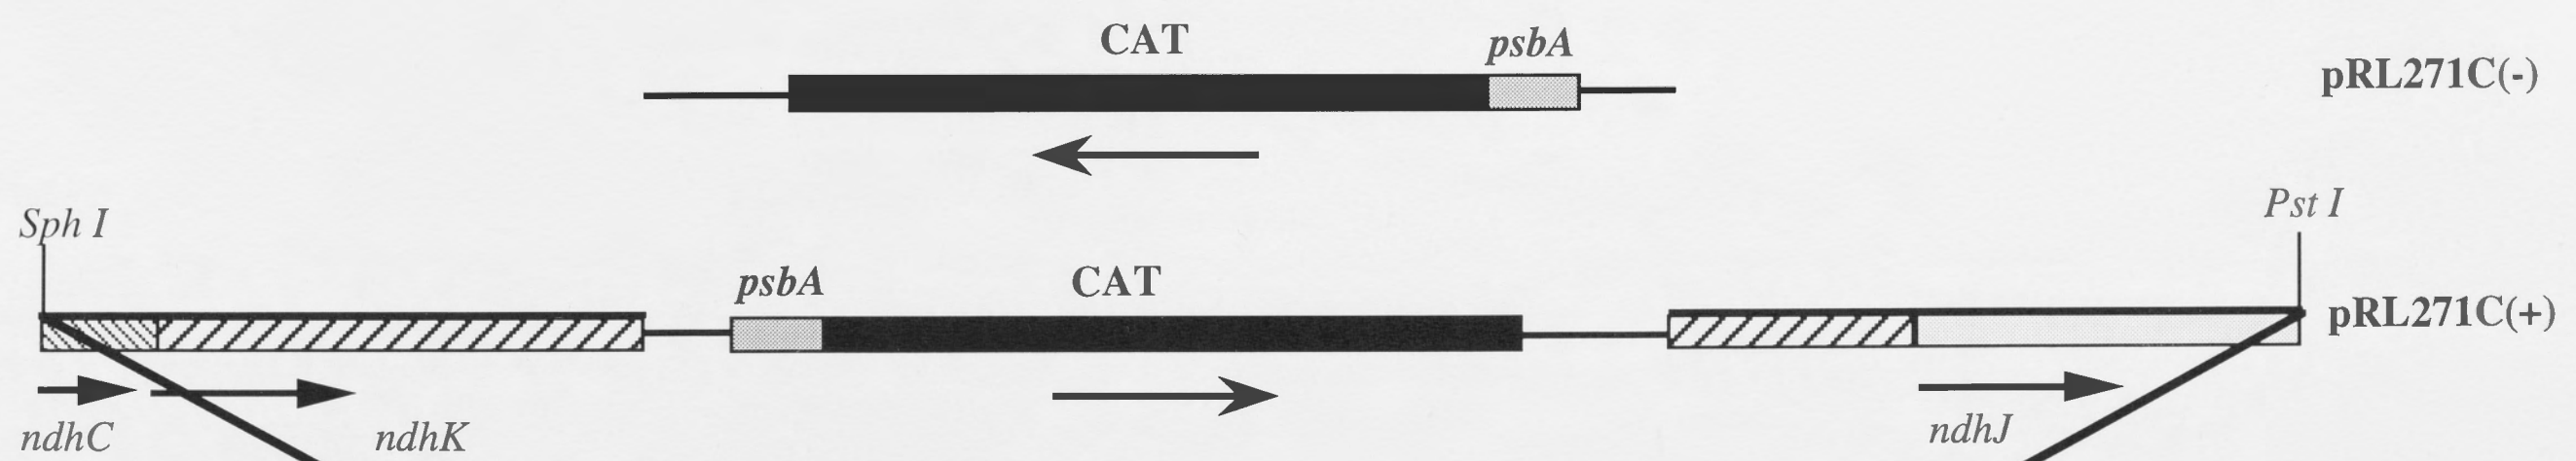 CAT psbA pRL271C(-)
Sph I Pst I
psbA CAT pRL271C(+)
ndhC ndhK ndhJ